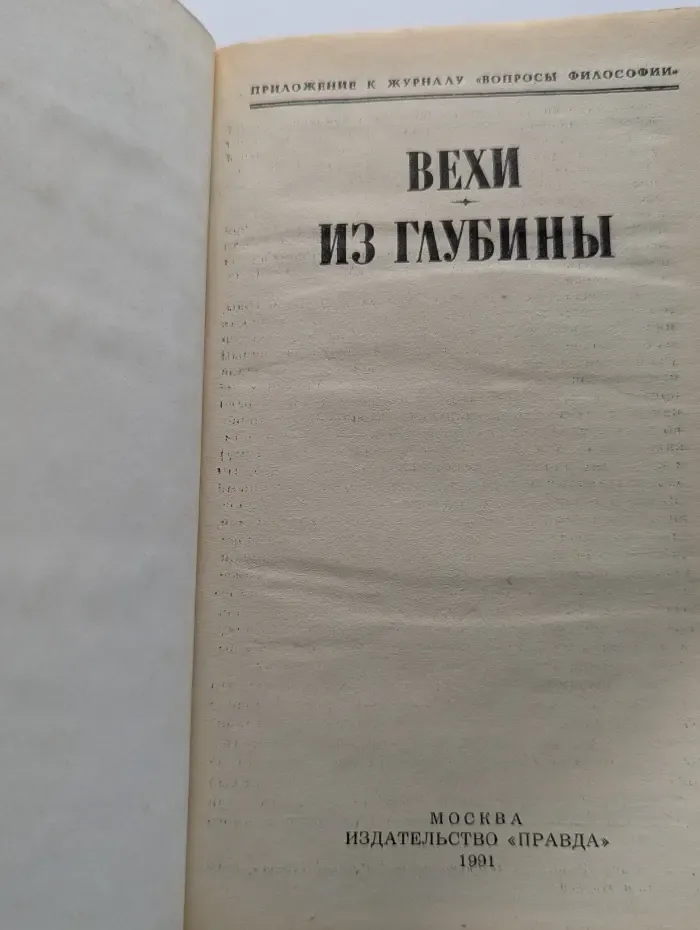 ПРИЛОЖЕНИЕ К ЖУРНАЛУ «ВОПРОСЫ ФИЛОСОФИИ»
ВЕХИ
ИЗ ГЛУБИНЫ
МОСКВА
ИЗДАТЕЛЬСТВО «ПРАВДА»
1991